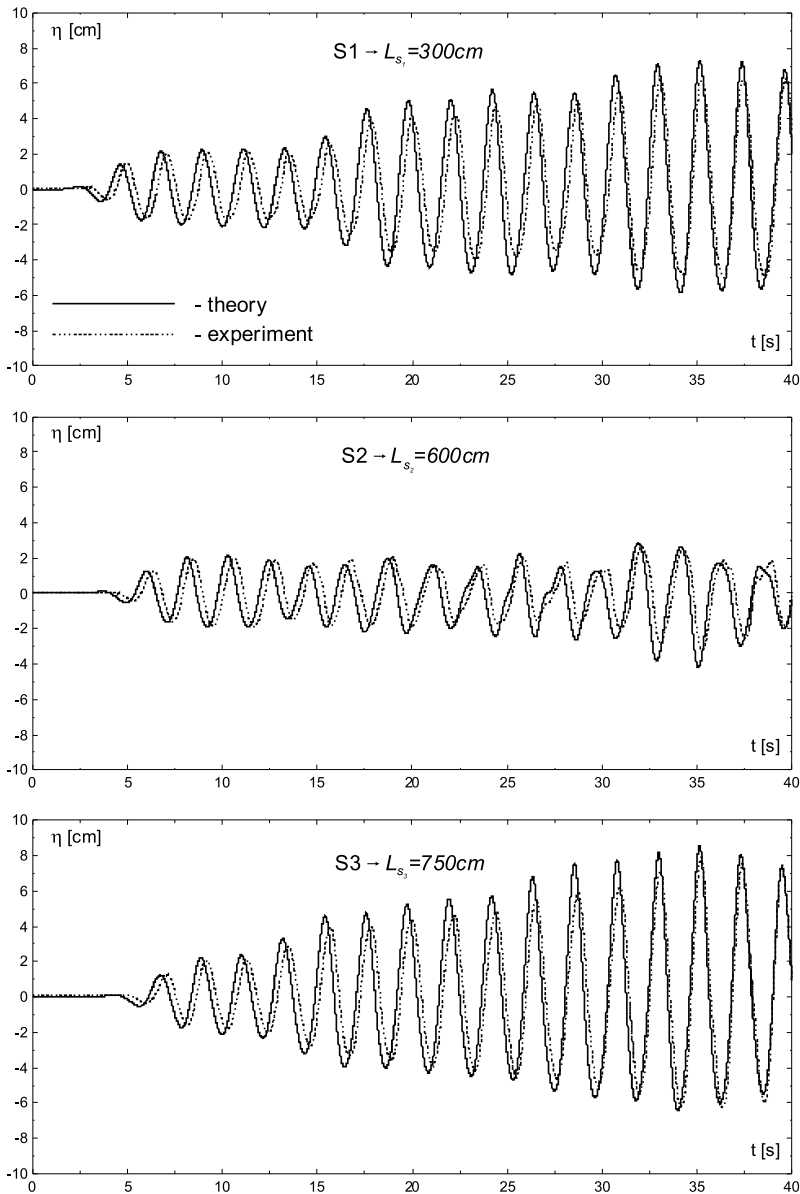 η [cm]
S1 → Ls₁=300cm
- theory
- experiment
t [s]
10
8
6
4
2
0
-2
-4
-6
-8
-10
0 5 10 15 20 25 30 35 40
η [cm]
S2 → Ls₂=600cm
t [s]
10
8
6
4
2
0
-2
-4
-6
-8
-10
0 5 10 15 20 25 30 35 40
η [cm]
S3 → Ls₃=750cm
t [s]
10
8
6
4
2
0
-2
-4
-6
-8
-10
0 5 10 15 20 25 30 35 40